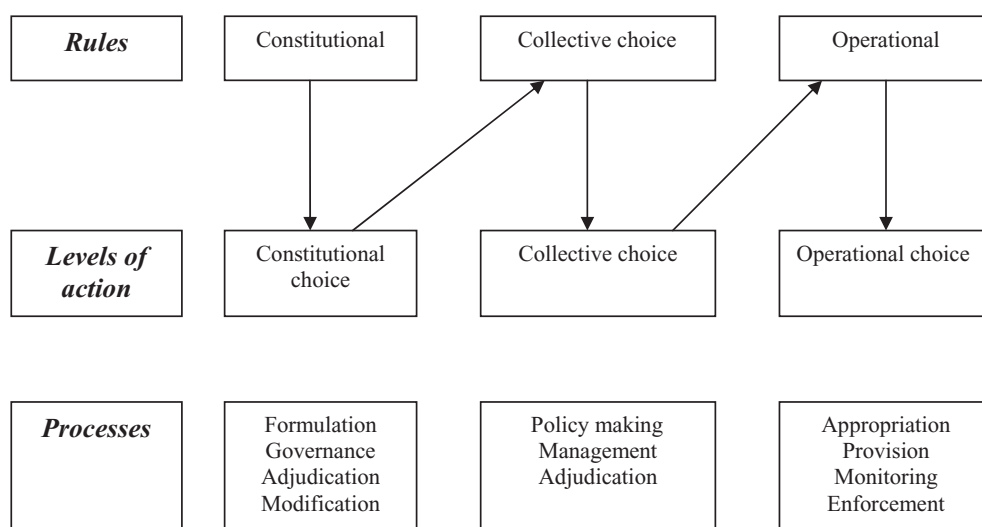 Rules
Constitutional
Collective choice
Operational
Levels of
action
Constitutional
choice
Collective choice
Operational choice
Processes
Formulation
Governance
Adjudication
Modification
Policy making
Management
Adjudication
Appropriation
Provision
Monitoring
Enforcement